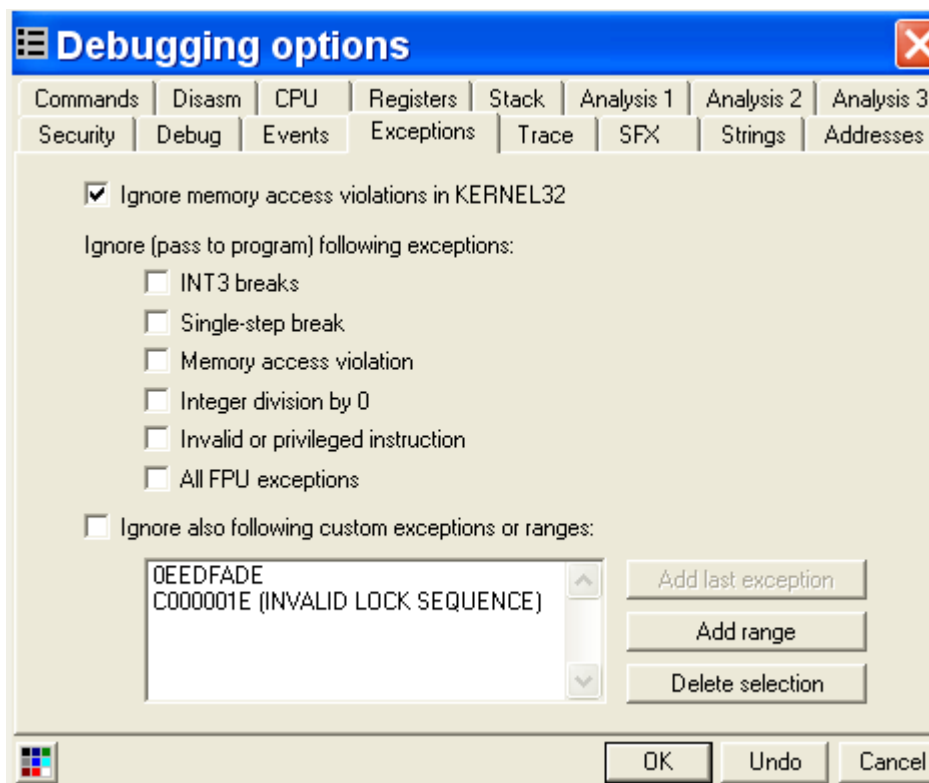 Debugging options
Commands Disasm CPU Registers Stack Analysis 1 Analysis 2 Analysis 3
Security Debug Events Exceptions Trace SFX Strings Addresses
Ignore memory access violations in KERNEL32
Ignore (pass to program) following exceptions:
INT3 breaks
Single-step break
Memory access violation
Integer division by 0
Invalid or privileged instruction
All FPU exceptions
Ignore also following custom exceptions or ranges:
0EEDFADE
C000001E (INVALID LOCK SEQUENCE)
Add last exception
Add range
Delete selection
OK Undo Cancel